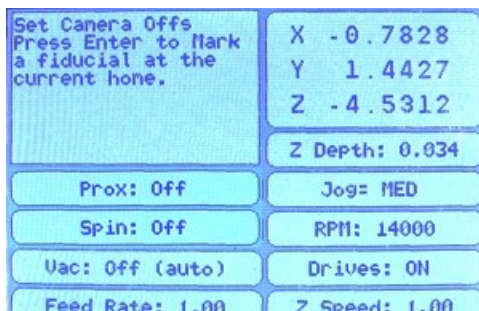 Set Camera Offs
Press Enter to Mark
a fiducial at the
current home.
X -0.7828
Y 1.4427
Z -4.5312
Z Depth: 0.034
Prox: Off
Jog= MED
Spin: Off
RPM: 14000
Vac: Off (auto)
Drives: ON
Feed Rate: 1.00
Z Speed: 1.00